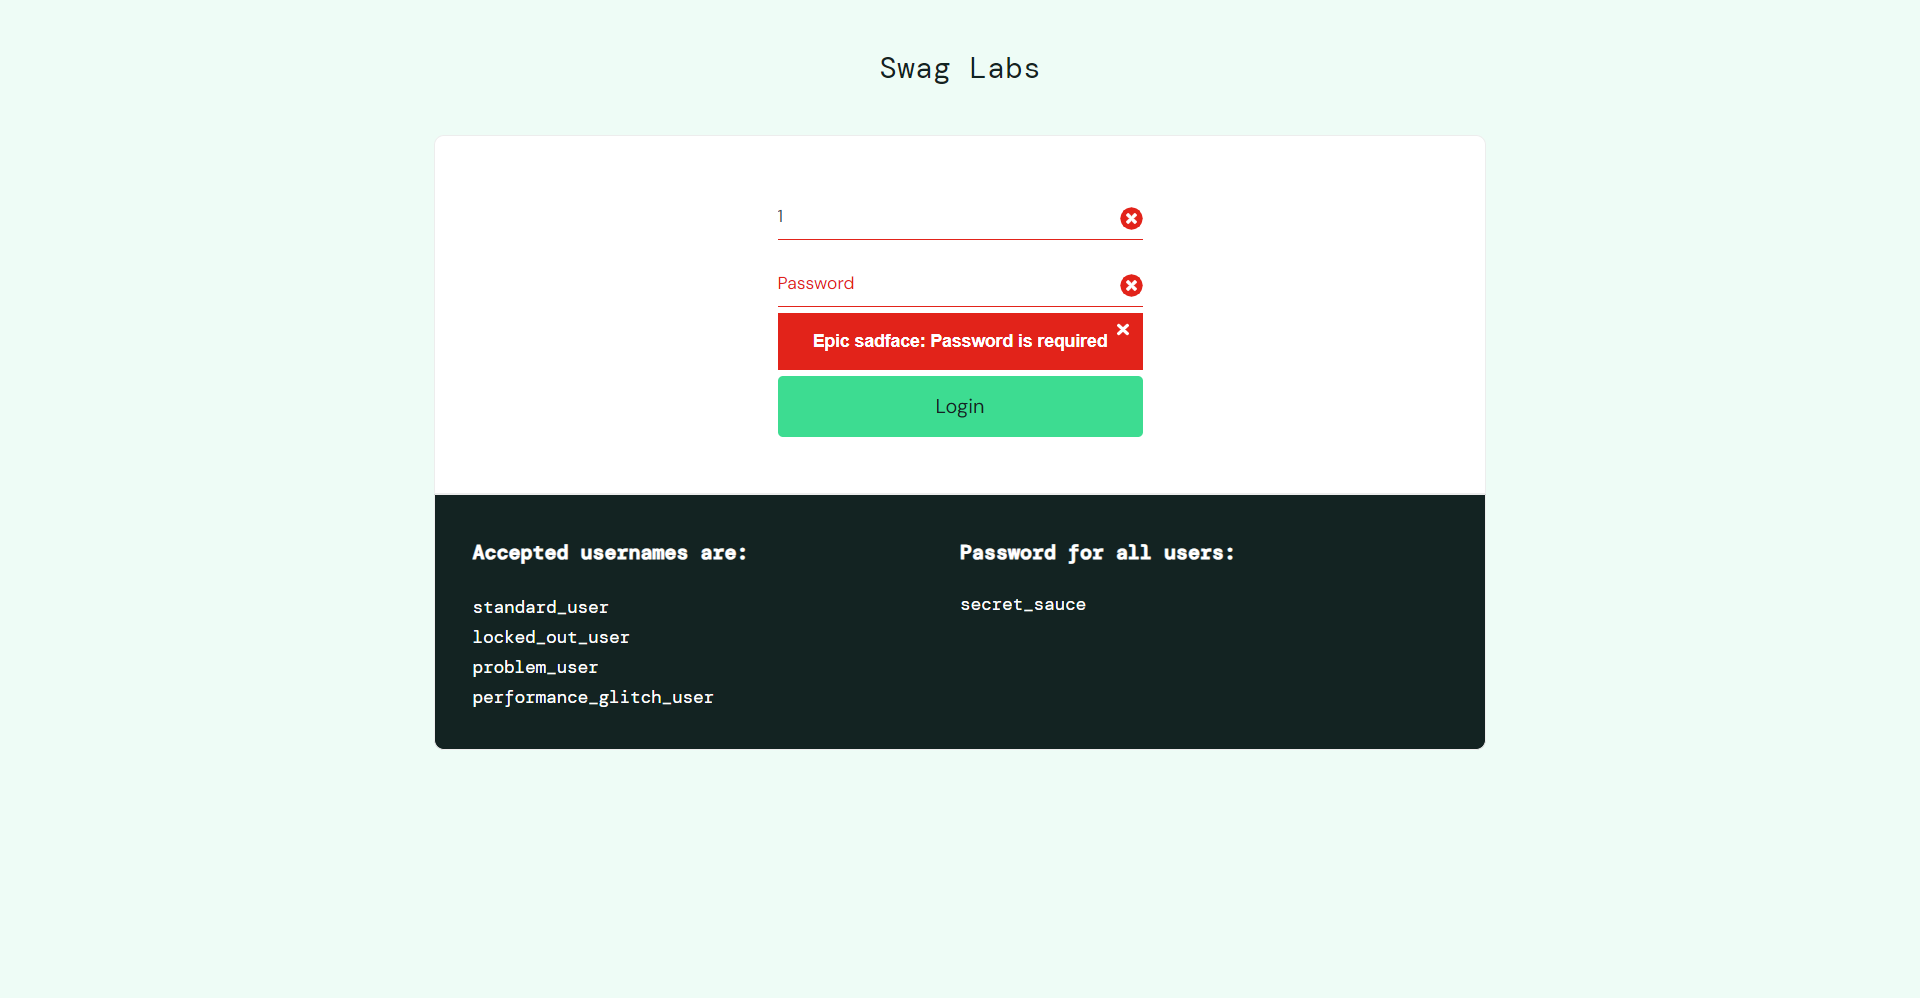 Swag Labs
1
Password
Epic sadface: Password is required
Login
Accepted usernames are:
standard_user
locked_out_user
problem_user
performance_glitch_user
Password for all users:
secret_sauce